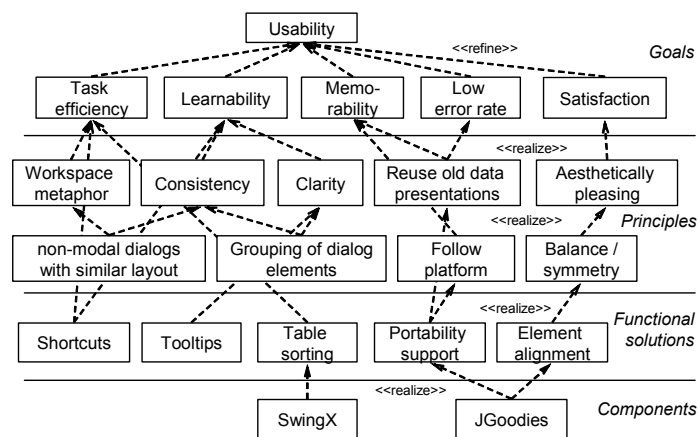 Usability
<<refine>>
Goals
Task
efficiency
Learnability
Memo-
rability
Low
error rate
Satisfaction
<<realize>>
Workspace
metaphor
Consistency
Clarity
Reuse old data
presentations
Aesthetically
pleasing
<<realize>>
Principles
non-modal dialogs
with similar layout
Grouping of dialog
elements
Follow
platform
Balance /
symmetry
<<realize>>
Functional
solutions
Shortcuts
Tooltips
Table
sorting
Portability
support
Element
alignment
<<realize>>
Components
SwingX
JGoodies